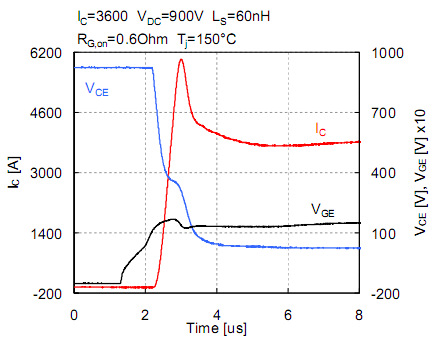 IC=3600 VDC=900V LS=60nH
RG,on=0.6Ohm Tj=150°C
6200
4600
3000
1400
-200
IC [A]
VCE
IC
VGE
1000
700
400
100
-200
VCE [V], VGE [V] x10
0 2 4 6 8
Time [us]